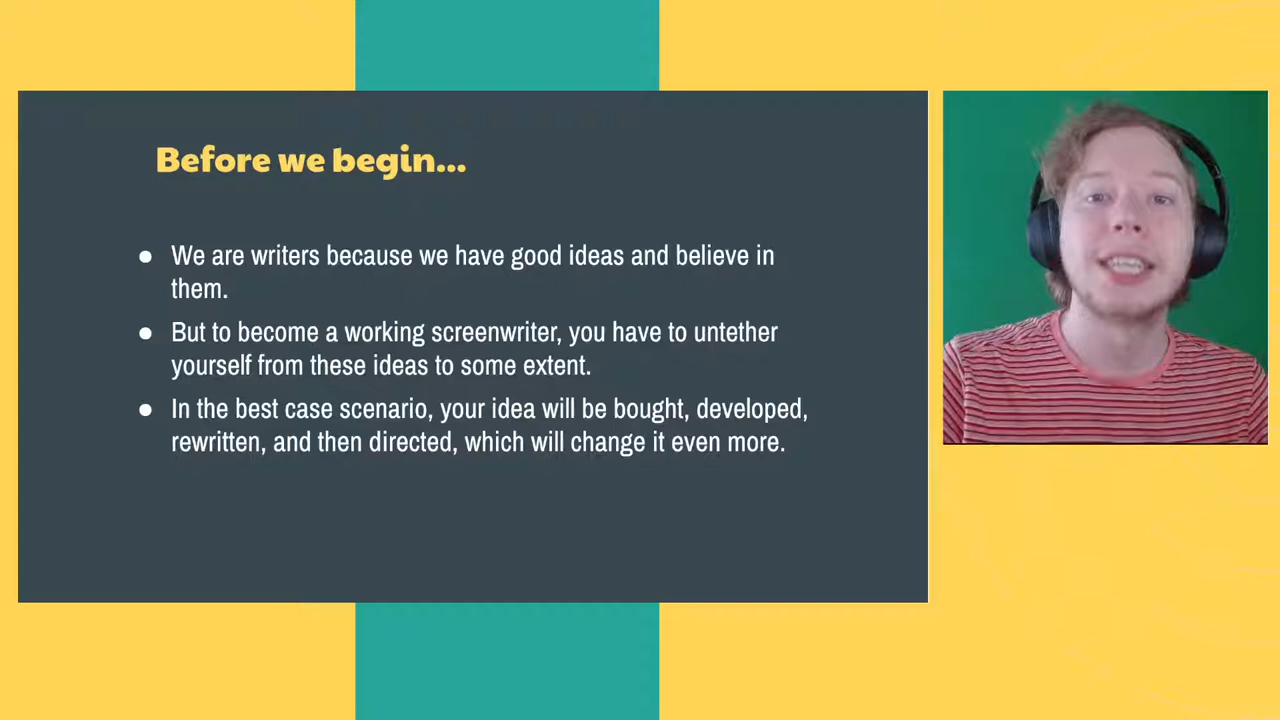 Before we begin...
● We are writers because we have good ideas and believe in
them.
● But to become a working screenwriter, you have to untether
yourself from these ideas to some extent.
● In the best case scenario, your idea will be bought, developed,
rewritten, and then directed, which will change it even more.